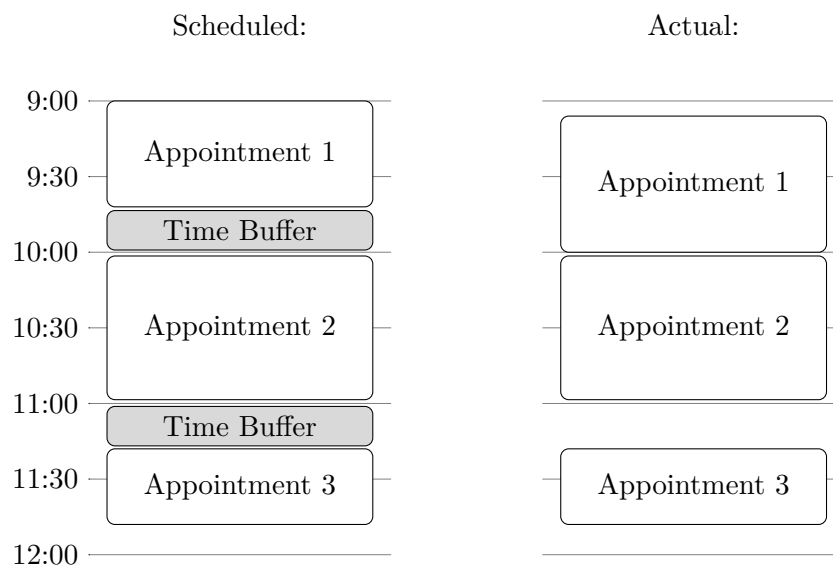 Scheduled:
Actual:
9:00
Appointment 1
9:30
Time Buffer
10:00
Appointment 2
10:30
11:00
Time Buffer
11:30
Appointment 3
12:00
Appointment 1
Appointment 2
Appointment 3